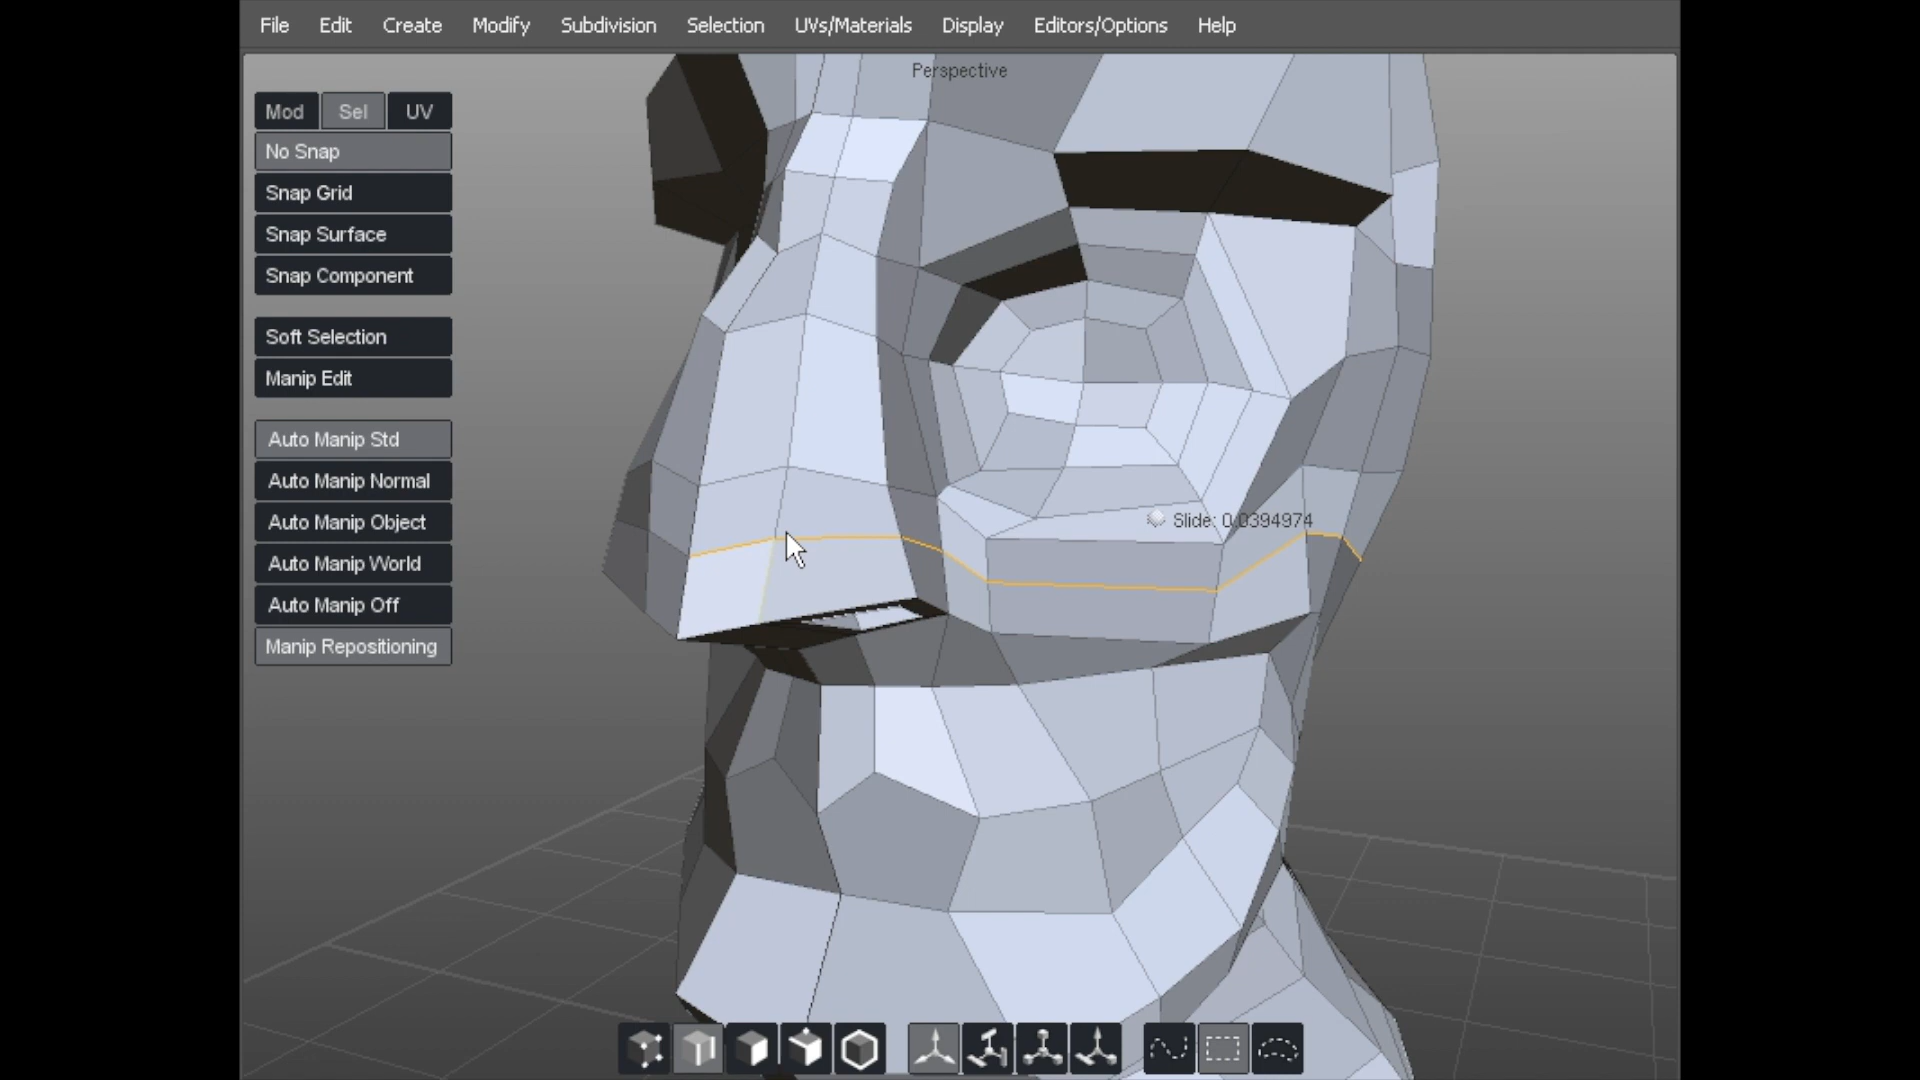 File Edit Create Modify Subdivision Selection UVs/Materials Display Editors/Options Help
Perspective
Mod Sel UV
No Snap
Snap Grid
Snap Surface
Snap Component
Soft Selection
Manip Edit
Auto Manip Std
Auto Manip Normal
Auto Manip Object
Auto Manip World
Auto Manip Off
Manip Repositioning
Slide: 0.0394974